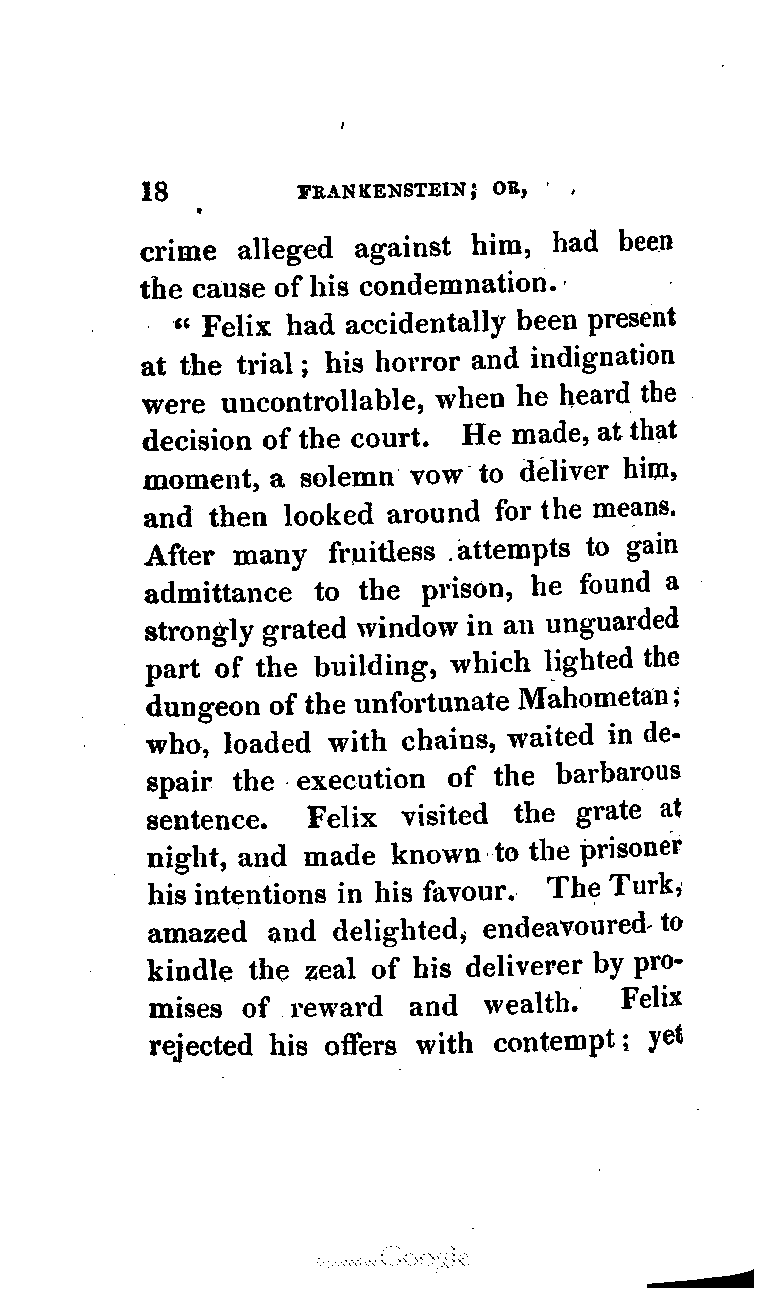 18 FRANKENSTEIN; OR,
crime alleged against him, had been
the cause of his condemnation.
“ Felix had accidentally been present
at the trial; his horror and indignation
were uncontrollable, when he heard the
decision of the court. He made, at that
moment, a solemn vow to deliver him,
and then looked around for the means.
After many fruitless attempts to gain
admittance to the prison, he found a
strongly grated window in an unguarded
part of the building, which lighted the
dungeon of the unfortunate Mahometan;
who, loaded with chains, waited in de-
spair the execution of the barbarous
sentence. Felix visited the grate at
night, and made known to the prisoner
his intentions in his favour. The Turk,
amazed and delighted, endeavoured to
kindle the zeal of his deliverer by pro-
mises of reward and wealth. Felix
rejected his offers with contempt; yet
Google